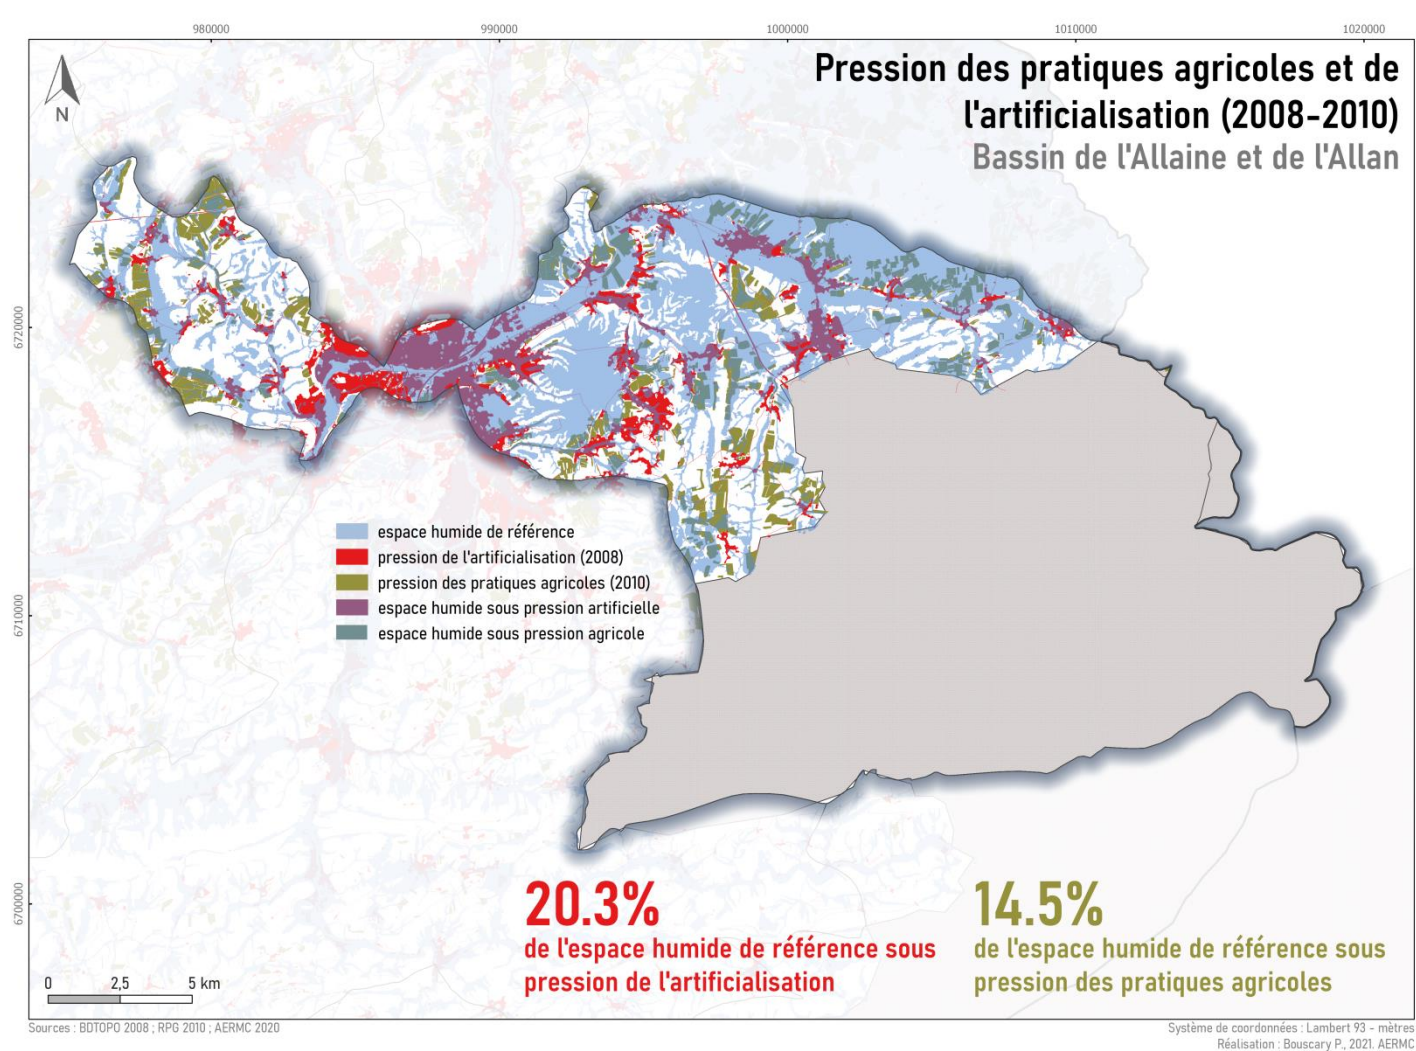 980000
990000
1000000
1010000
1020000
Pression des pratiques agricoles et de
l'artificialisation (2008-2010)
Bassin de l'Allaine et de l'Allan
N
6720000
6710000
6700000
espace humide de référence
pression de l'artificialisation (2008)
pression des pratiques agricoles (2010)
espace humide sous pression artificielle
espace humide sous pression agricole
20.3%
de l'espace humide de référence sous
pression de l'artificialisation
14.5%
de l'espace humide de référence sous
pression des pratiques agricoles
0 2,5 5 km
Sources : BDTOPO 2008 ; RPG 2010 ; AERMC 2020
Système de coordonnées : Lambert 93 - mètres
Réalisation : Bouscary P., 2021. AERMC